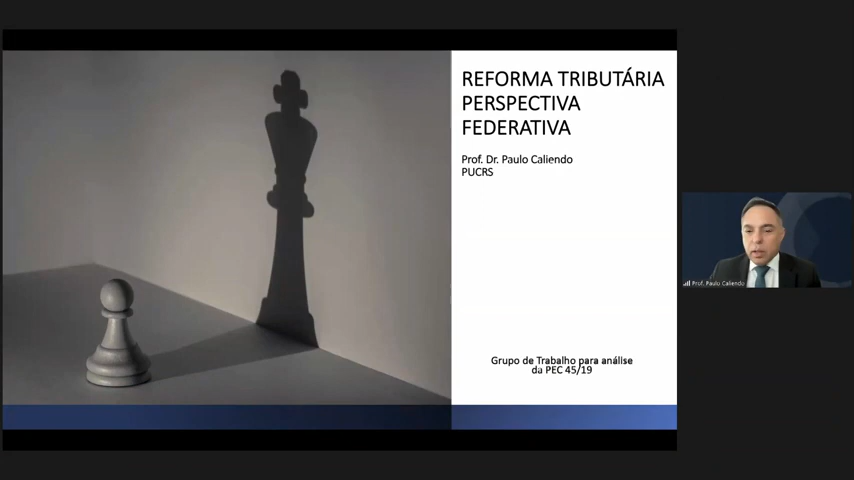 REFORMA TRIBUTÁRIA
PERSPECTIVA
FEDERATIVA
Prof. Dr. Paulo Caliendo
PUCRS
Grupo de Trabalho para análise
da PEC 45/19
Prof. Paulo Caliendo